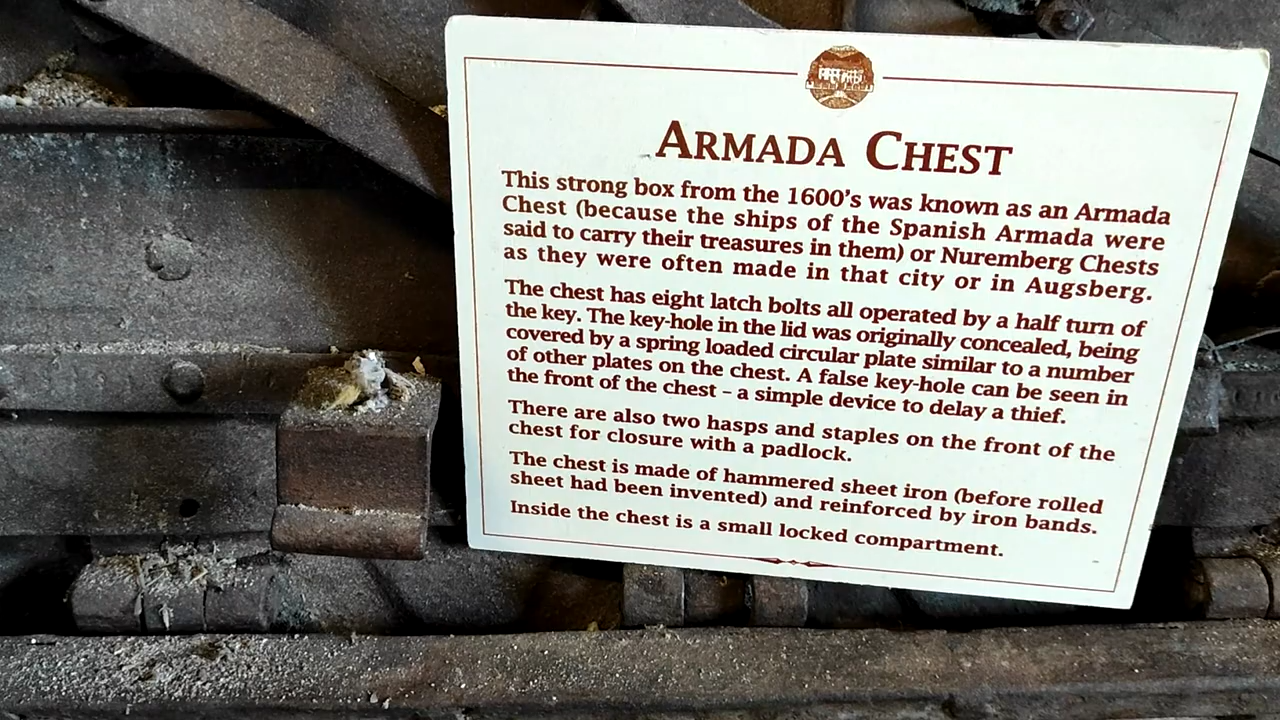 ARMADA CHEST
This strong box from the 1600's was known as an Armada
Chest (because the ships of the Spanish Armada were
said to carry their treasures in them) or Nuremberg Chests
as they were often made in that city or in Augsberg.
The chest has eight latch bolts all operated by a half turn of
the key. The key-hole in the lid was originally concealed, being
covered by a spring loaded circular plate similar to a number
of other plates on the chest. A false key-hole can be seen in
the front of the chest – a simple device to delay a thief.
There are also two hasps and staples on the front of the
chest for closure with a padlock.
The chest is made of hammered sheet iron (before rolled
sheet had been invented) and reinforced by iron bands.
Inside the chest is a small locked compartment.